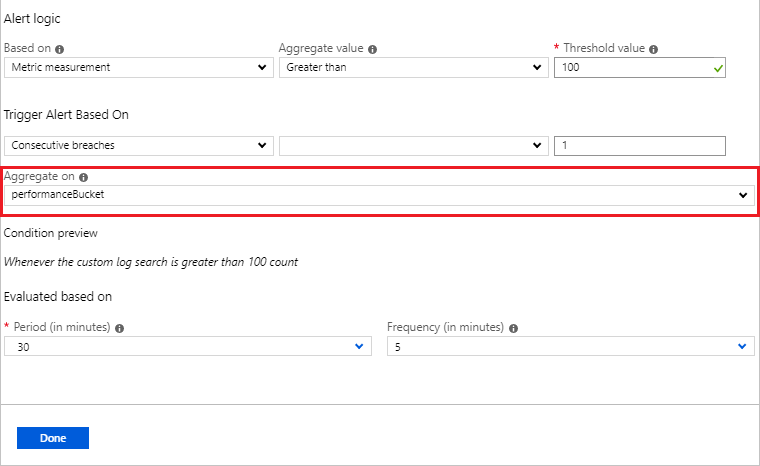 Alert logic
Based on Aggregate value * Threshold value
Metric measurement Greater than 100
Trigger Alert Based On
Consecutive breaches 1
Aggregate on
performanceBucket
Condition preview
Whenever the custom log search is greater than 100 count
Evaluated based on
* Period (in minutes) Frequency (in minutes)
30 5
Done